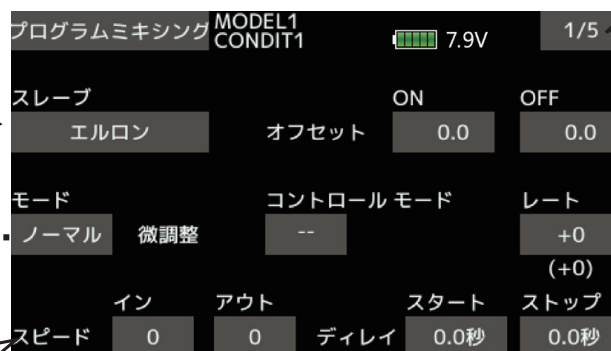 プログラムミキシング MODEL1 7.9V 1/5
CONDIT1
スレーブ ON OFF
エルロン オフセット 0.0 0.0
モード コントロール モード レート
ノーマル 微調整 -- +0
(+0)
イン アウト スタート ストップ
スピード 0 0 ディレイ 0.0秒 0.0秒